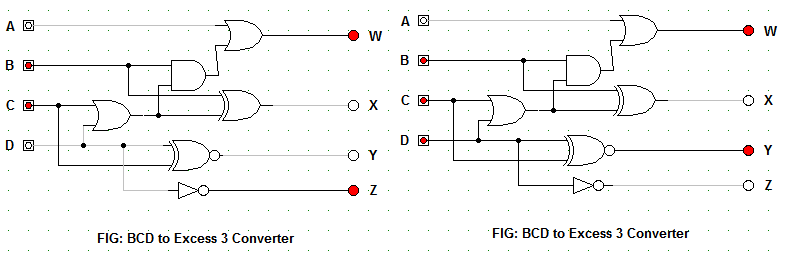 A
W
B
C
X
D
Y
Z
FIG: BCD to Excess 3 Converter
A
W
B
C
X
D
Y
Z
FIG: BCD to Excess 3 Converter